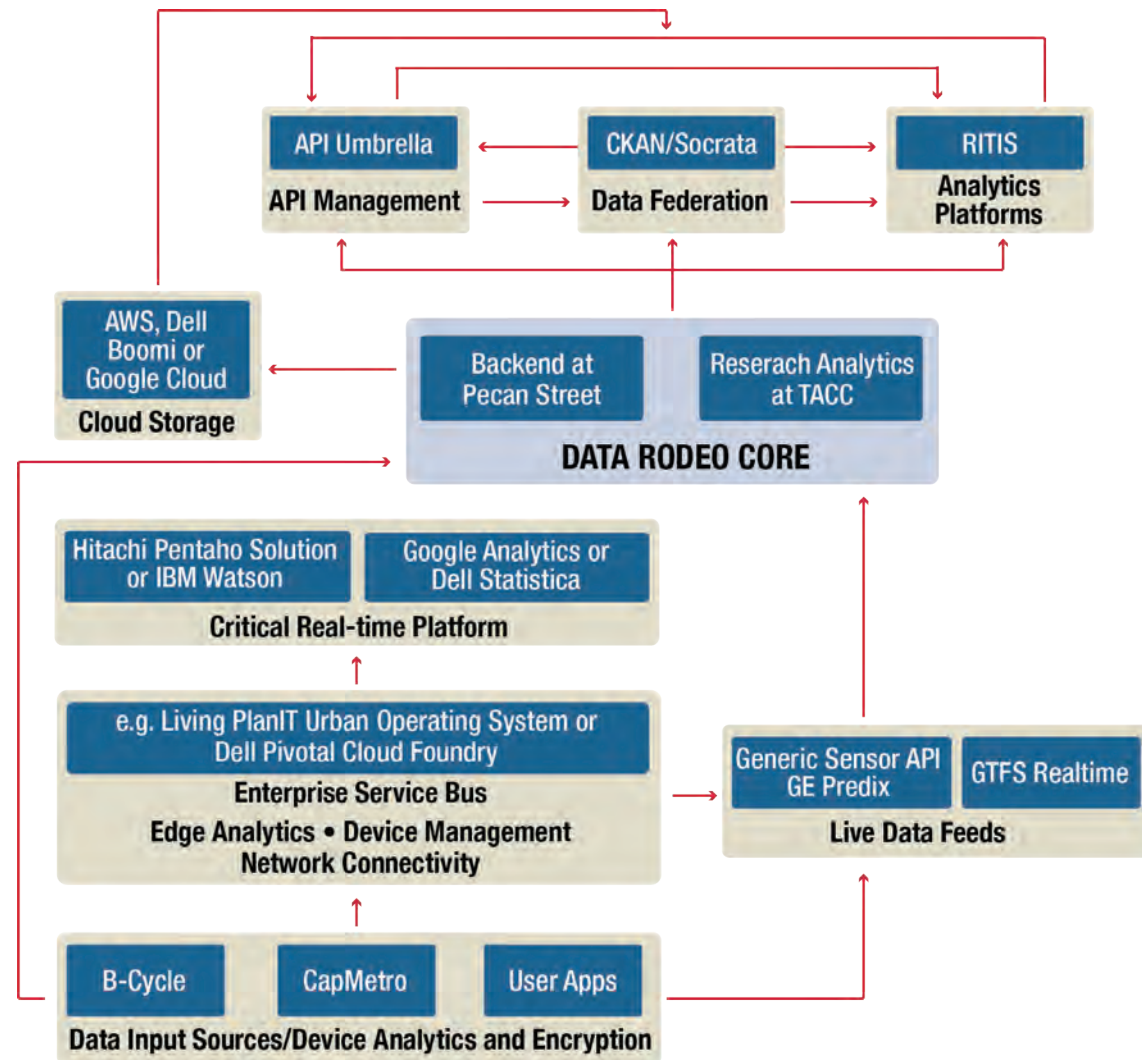 API Umbrella
API Management
CKAN/Socrata
Data Federation
RITIS
Analytics
Platforms
AWS, Dell
Boomi or
Google Cloud
Cloud Storage
Backend at
Pecan Street
Reserach Analytics
at TACC
DATA RODEO CORE
Hitachi Pentaho Solution
or IBM Watson
Google Analytics or
Dell Statistica
Critical Real-time Platform
e.g. Living PlanIT Urban Operating System or
Dell Pivotal Cloud Foundry
Enterprise Service Bus
Edge Analytics • Device Management
Network Connectivity
Generic Sensor API
GE Predix
GTFS Realtime
Live Data Feeds
B-Cycle
CapMetro
User Apps
Data Input Sources/Device Analytics and Encryption